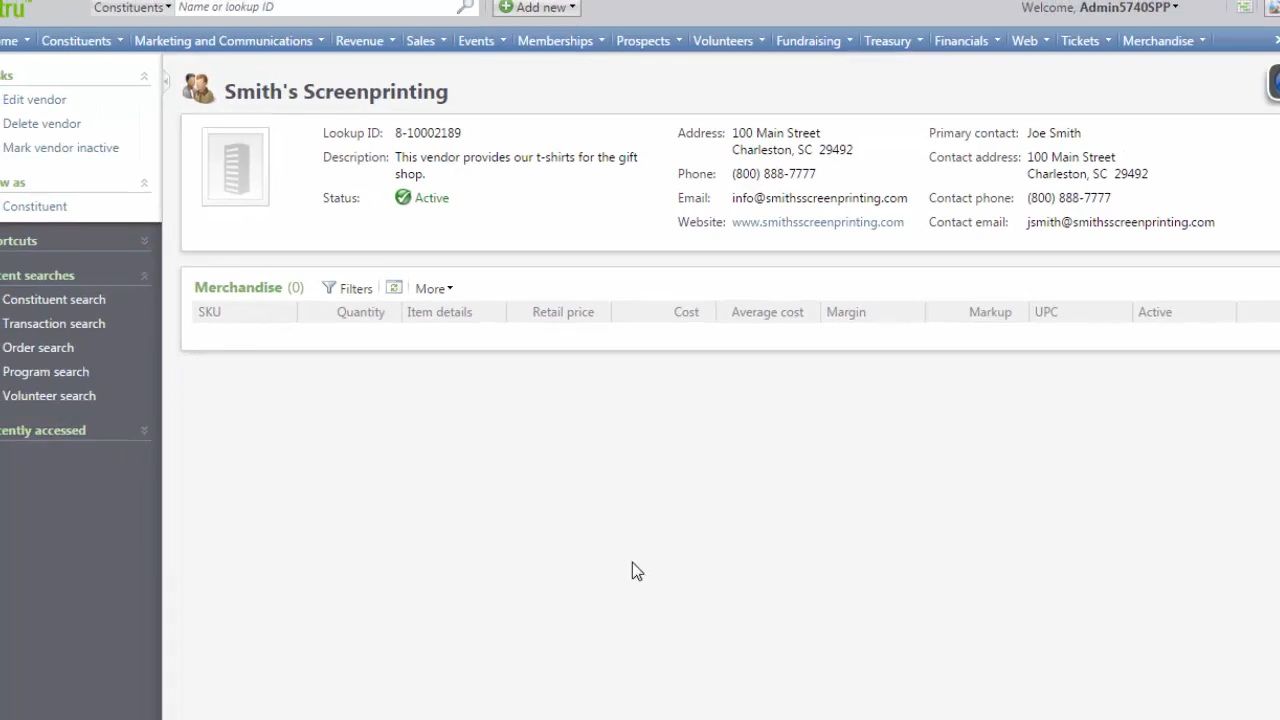 tru
Constituents Name or lookup ID Add new Welcome, Admin5740SPP
me Constituents Marketing and Communications Revenue Sales Events Memberships Prospects Volunteers Fundraising Treasury Financials Web Tickets Merchandise
ks
Edit vendor
Delete vendor
Mark vendor inactive
w as
Constituent
ortcuts
cent searches
Constituent search
Transaction search
Order search
Program search
Volunteer search
cently accessed
Smith's Screenprinting
Lookup ID: 8-10002189
Description: This vendor provides our t-shirts for the gift
shop.
Status: Active
Address: 100 Main Street
Charleston, SC 29492
Phone: (800) 888-7777
Email: info@smithsscreenprinting.com
Website: www.smithsscreenprinting.com
Primary contact: Joe Smith
Contact address: 100 Main Street
Charleston, SC 29492
Contact phone: (800) 888-7777
Contact email: jsmith@smithsscreenprinting.com
Merchandise (0) Filters More
SKU Quantity Item details Retail price Cost Average cost Margin Markup UPC Active